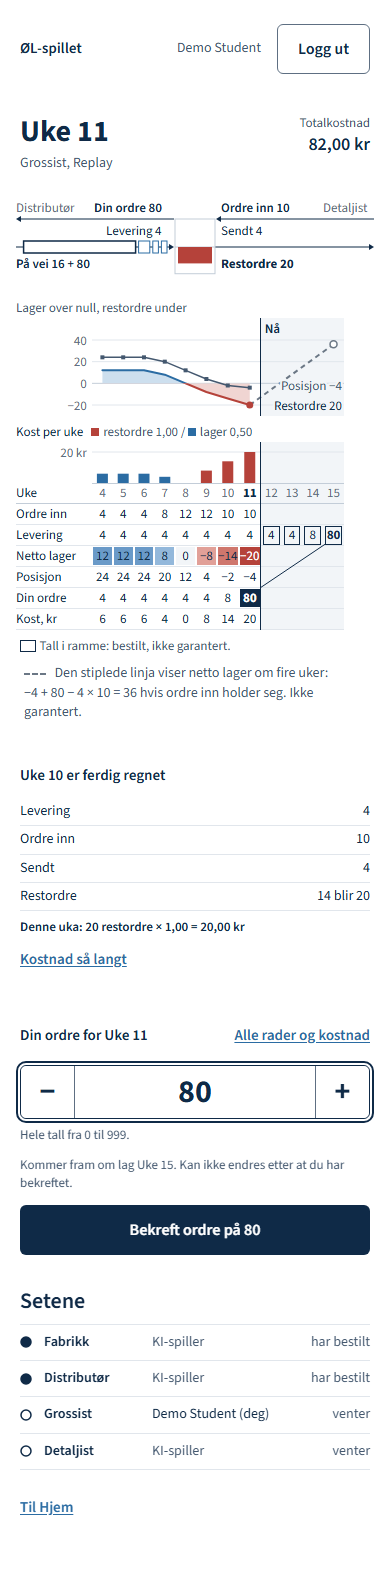 ØL-spillet Demo Student Logg ut
Uke 11 Totalkostnad
Grossist, Replay 82,00 kr
Distributør Din ordre 80 Ordre inn 10 Detaljist
Levering 4 Sendt 4
På vei 16 + 80 Restordre 20
Lager over null, restordre under
Nå
40
20
0 Posisjon −4
−20 Restordre 20
Kost per uke restordre 1,00 / lager 0,50
20 kr
Uke 4 5 6 7 8 9 10 11 12 13 14 15
Ordre inn 4 4 4 8 12 12 10 10
Levering 4 4 4 4 4 4 4 4 4 4 8 80
Netto lager 12 12 12 8 0 −8 −14 −20
Posisjon 24 24 24 20 12 4 −2 −4
Din ordre 4 4 4 4 4 4 8 80
Kost, kr 6 6 6 4 0 8 14 20
Tall i ramme: bestilt, ikke garantert.
Den stiplede linja viser netto lager om fire uker:
−4 + 80 − 4 × 10 = 36 hvis ordre inn holder seg. Ikke
garantert.
Uke 10 er ferdig regnet
Levering 4
Ordre inn 10
Sendt 4
Restordre 14 blir 20
Denne uka: 20 restordre × 1,00 = 20,00 kr
Kostnad så langt
Din ordre for Uke 11 Alle rader og kostnad
− 80 +
Hele tall fra 0 til 999.
Kommer fram om lag Uke 15. Kan ikke endres etter at du har
bekreftet.
Bekreft ordre på 80
Setene
Fabrikk KI-spiller har bestilt
Distributør KI-spiller har bestilt
Grossist Demo Student (deg) venter
Detaljist KI-spiller venter
Til Hjem